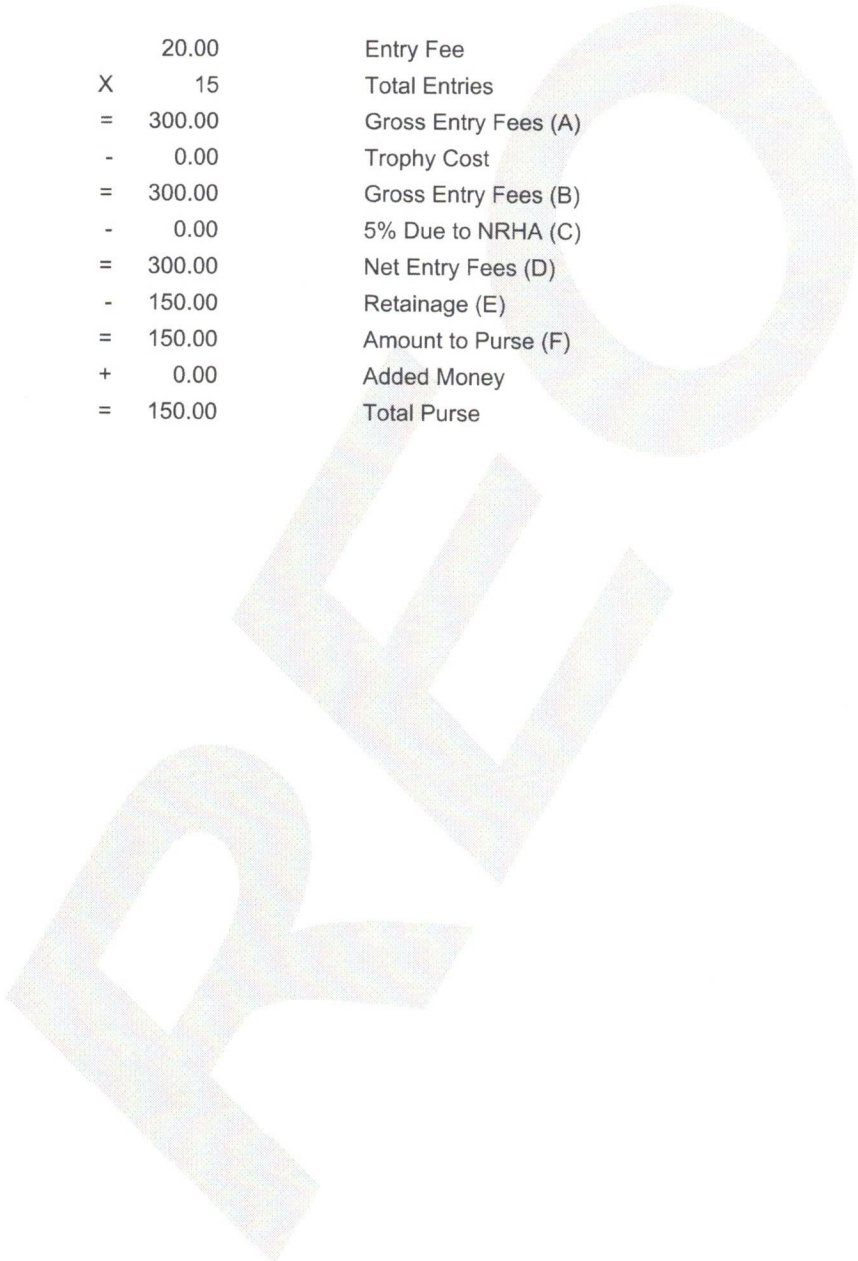 20.00 Entry Fee
X 15 Total Entries
= 300.00 Gross Entry Fees (A)
- 0.00 Trophy Cost
= 300.00 Gross Entry Fees (B)
- 0.00 5% Due to NRHA (C)
= 300.00 Net Entry Fees (D)
- 150.00 Retainage (E)
= 150.00 Amount to Purse (F)
+ 0.00 Added Money
= 150.00 Total Purse
REO